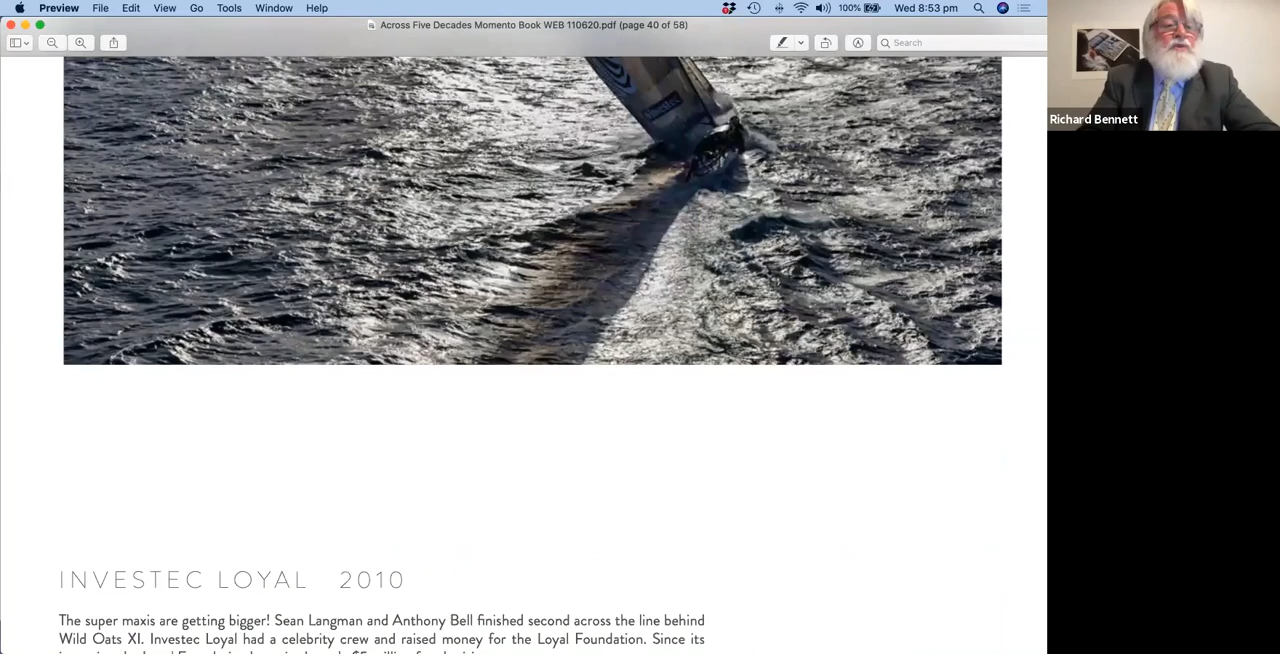 Preview File Edit View Go Tools Window Help 100% Wed 8:53 pm
Across Five Decades Momento Book WEB 110620.pdf (page 40 of 58)
Search
Richard Bennett
Investec
INVESTEC LOYAL 2010
The super maxis are getting bigger! Sean Langman and Anthony Bell finished second across the line behind
Wild Oats XI. Investec Loyal had a celebrity crew and raised money for the Loyal Foundation. Since its